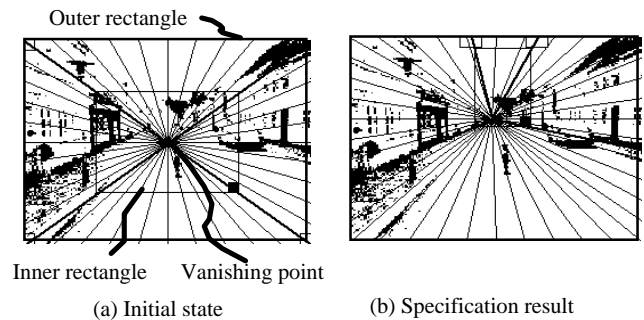 Outer rectangle
Inner rectangle
Vanishing point
(a) Initial state
(b) Specification result